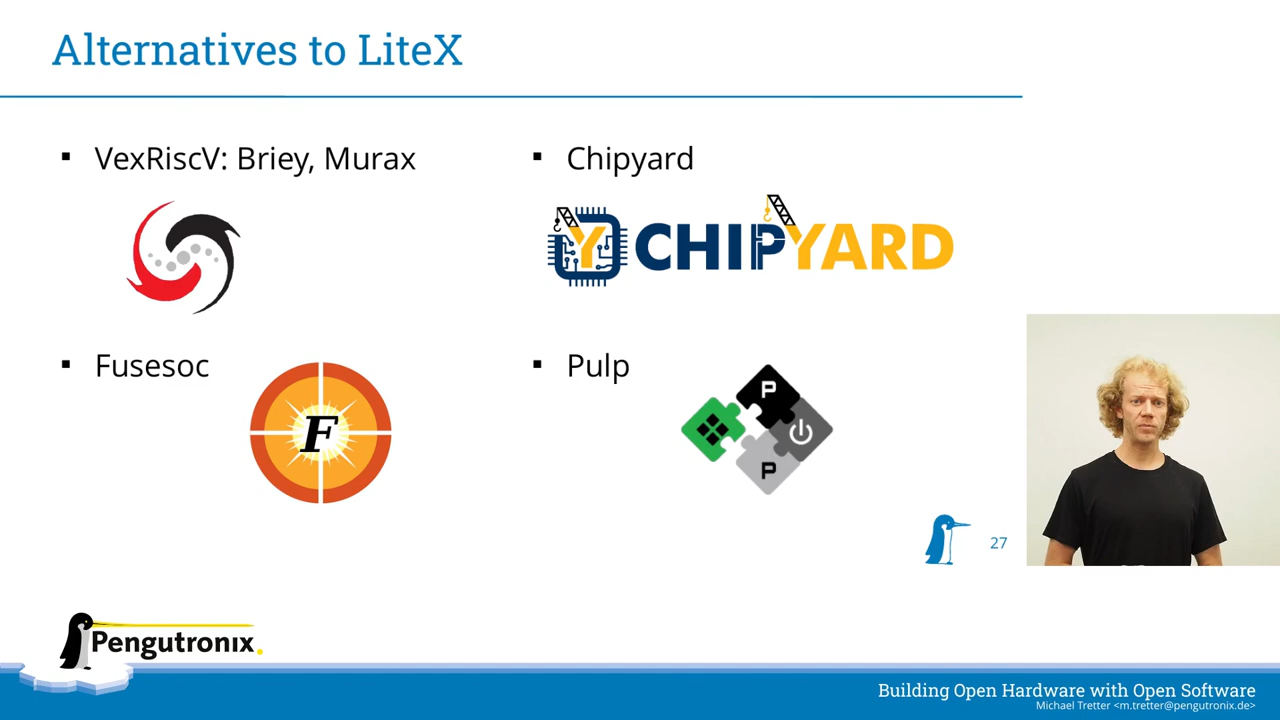 Alternatives to LiteX
▪ VexRiscV: Briey, Murax
▪ Chipyard
Y CHIPYARD
▪ Fusesoc
F
▪ Pulp
P
P
27
Pengutronix
Building Open Hardware with Open Software
Michael Tretter <m.tretter@pengutronix.de>